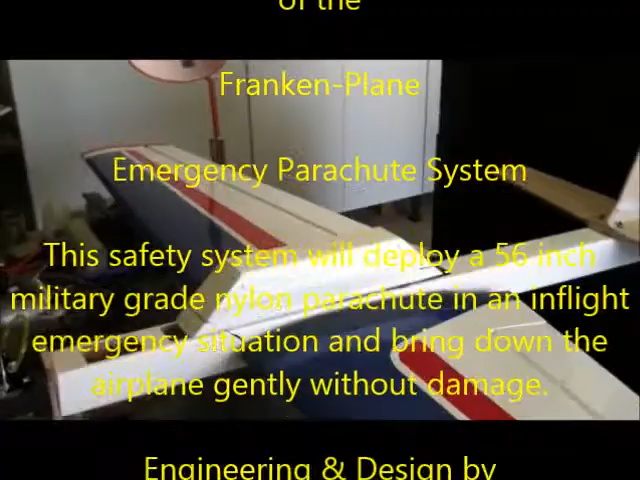 of the
Franken-Plane
Emergency Parachute System
This safety system will deploy a 56 inch
military grade nylon parachute in an inflight
emergency situation and bring down the
airplane gently without damage.
Engineering & Design by